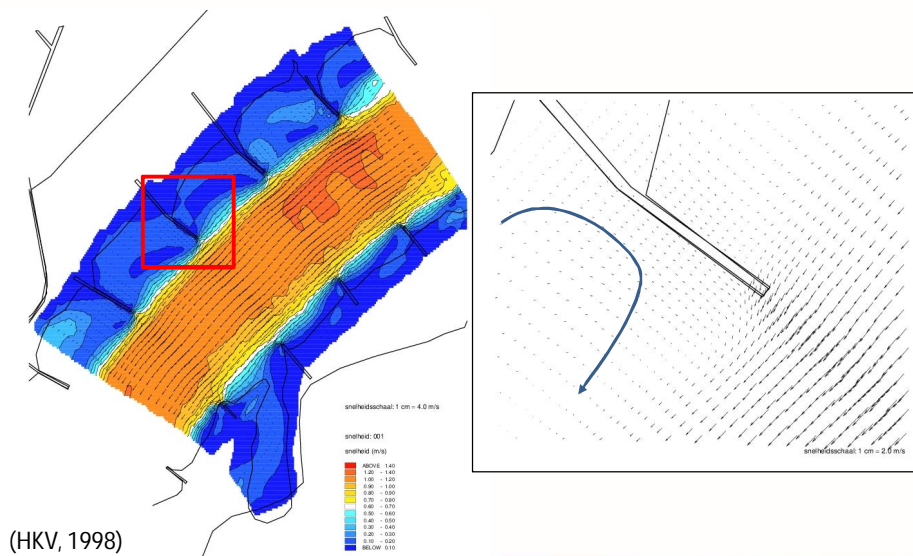 snelheidsschaal: 1 cm = 4.0 m/s
snelheid: 001
snelheid (m/s)
ABOVE 1.40
1.20 - 1.40
1.00 - 1.20
0.90 - 1.00
0.80 - 0.90
0.70 - 0.80
0.60 - 0.70
0.50 - 0.60
0.40 - 0.50
0.30 - 0.40
0.20 - 0.30
0.10 - 0.20
BELOW 0.10
snelheidsschaal: 1 cm = 2.0 m/s
(HKV, 1998)